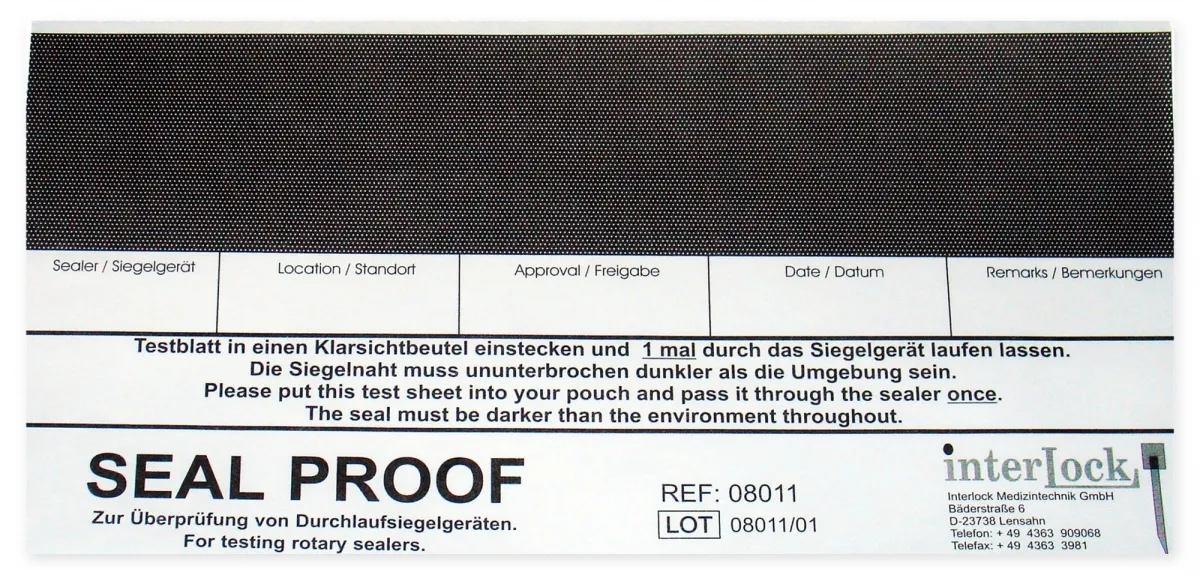 Sealer / Siegelgerät
Location / Standort
Approval / Freigabe
Date / Datum
Remarks / Bemerkungen
Testblatt in einen Klarsichtbeutel einstecken und 1 mal durch das Siegelgerät laufen lassen.
Die Siegelnaht muss ununterbrochen dunkler als die Umgebung sein.
Please put this test sheet into your pouch and pass it through the sealer once.
The seal must be darker than the environment throughout.
SEAL PROOF
Zur Überprüfung von Durchlaufsiegelgeräten.
For testing rotary sealers.
REF: 08011
LOT 08011/01
interLock
Interlock Medizintechnik GmbH
Bäderstraße 6
D-23738 Lensahn
Telefon: + 49 4363 909068
Telefax: + 49 4363 3981